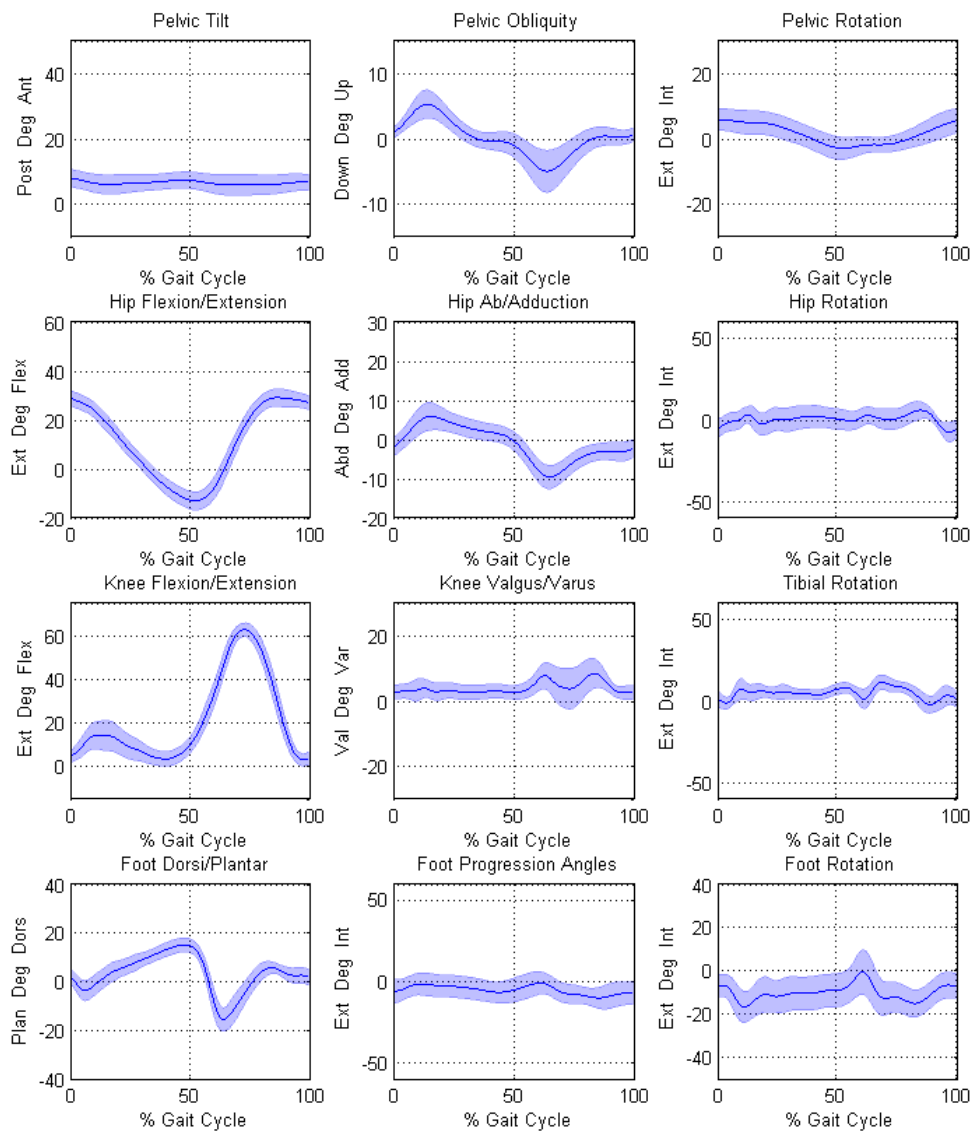 Pelvic Tilt
Post Deg Ant
40
20
0
0 50 100
% Gait Cycle
Pelvic Obliquity
Down Deg Up
10
0
-10
0 50 100
% Gait Cycle
Pelvic Rotation
Ext Deg Int
20
0
-20
0 50 100
% Gait Cycle
Hip Flexion/Extension
Ext Deg Flex
60
40
20
0
-20
0 50 100
% Gait Cycle
Hip Ab/Adduction
Abd Deg Add
30
20
10
0
-10
-20
0 50 100
% Gait Cycle
Hip Rotation
Ext Deg Int
50
0
-50
0 50 100
% Gait Cycle
Knee Flexion/Extension
Ext Deg Flex
60
40
20
0
0 50 100
% Gait Cycle
Knee Valgus/Varus
Val Deg Var
20
0
-20
0 50 100
% Gait Cycle
Tibial Rotation
Ext Deg Int
50
0
-50
0 50 100
% Gait Cycle
Foot Dorsi/Plantar
Plan Deg Dors
40
20
0
-20
-40
0 50 100
% Gait Cycle
Foot Progression Angles
Ext Deg Int
50
0
-50
0 50 100
% Gait Cycle
Foot Rotation
Ext Deg Int
40
20
0
-20
-40
0 50 100
% Gait Cycle